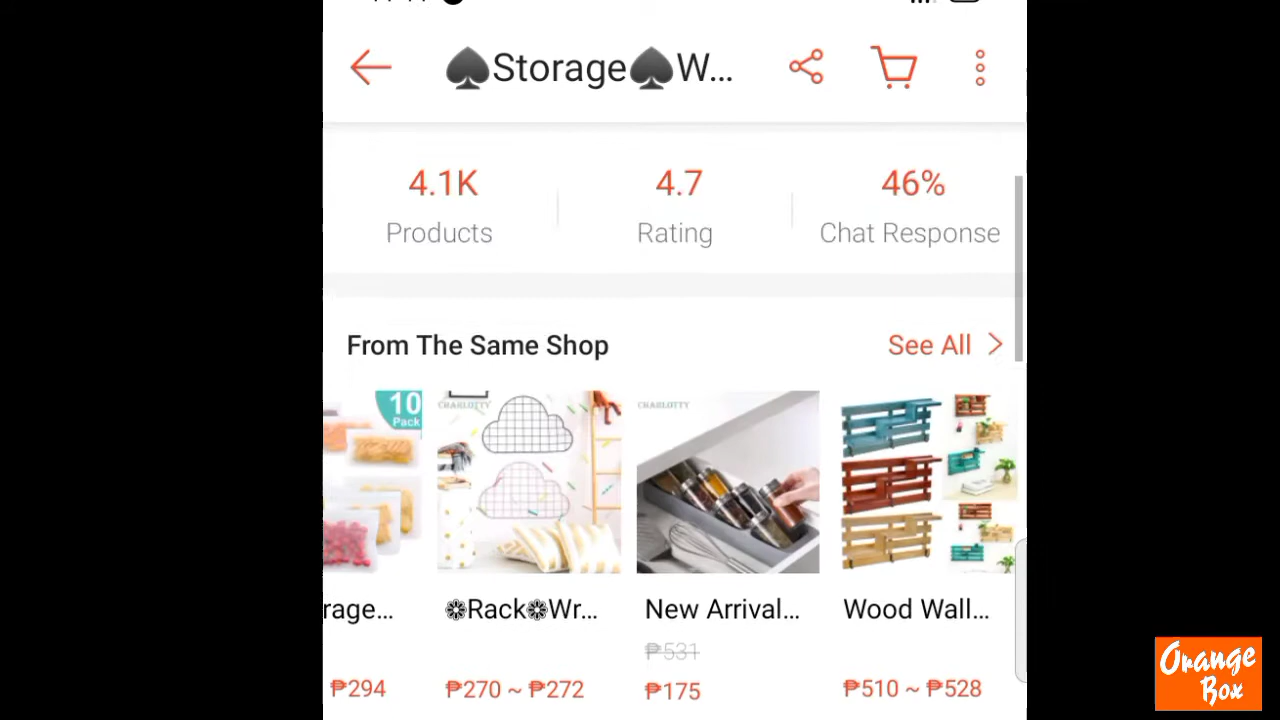 ♠Storage♠W...
4.1K
Products
4.7
Rating
46%
Chat Response
From The Same Shop
See All
10
Pack
CHARLOTTY
CHARLOTTY
rage...
₱294
❁Rack❁Wr...
₱270 ~ ₱272
New Arrival...
₱531
₱175
Wood Wall...
₱510 ~ ₱528
Orange
Box